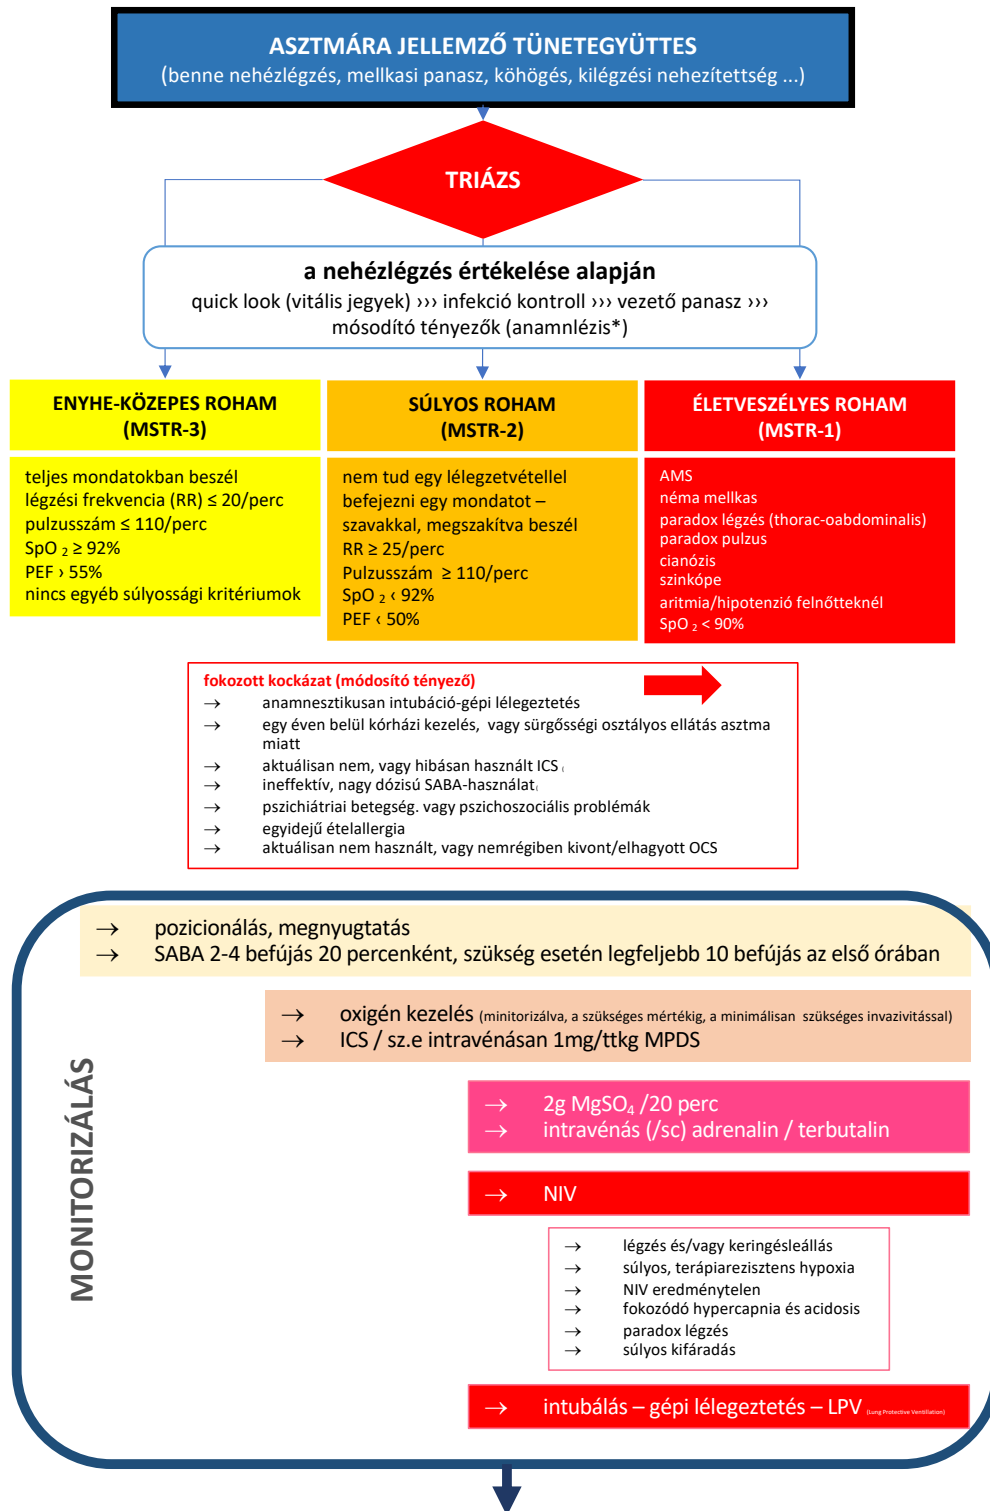 ASZTMÁRA JELLEMZŐ TÜNETEGYÜTTES
(benne nehézlégzés, mellkasi panasz, köhögés, kilégzési nehezítettség ...)
TRIÁZS
a nehézlégzés értékelése alapján
quick look (vitális jegyek) ››› infekció kontroll ››› vezető panasz ›››
mósodító tényezők (anamnlézis*)
ENYHE-KÖZEPES ROHAM
(MSTR-3)
teljes mondatokban beszél
légzési frekvencia (RR) ≤ 20/perc
pulzusszám ≤ 110/perc
SpO ₂ ≥ 92%
PEF › 55%
nincs egyéb súlyossági kritériumok
SÚLYOS ROHAM
(MSTR-2)
nem tud egy lélegzetvétellel
befejezni egy mondatot –
szavakkal, megszakítva beszél
RR ≥ 25/perc
Pulzusszám ≥ 110/perc
SpO ₂ ‹ 92%
PEF ‹ 50%
ÉLETVESZÉLYES ROHAM
(MSTR-1)
AMS
néma mellkas
paradox légzés (thorac-oabdominalis)
paradox pulzus
cianózis
szinkópe
aritmia/hipotenzió felnőtteknél
SpO ₂ < 90%
fokozott kockázat (módosító tényező)
→ anamnesztikusan intubáció-gépi lélegeztetés
→ egy éven belül kórházi kezelés, vagy sürgősségi osztályos ellátás asztma
miatt
→ aktuálisan nem, vagy hibásan használt ICS (
→ ineffektív, nagy dózisú SABA-használat(
→ pszichiátriai betegség. vagy pszichoszociális problémák
→ egyidejű ételallergia
→ aktuálisan nem használt, vagy nemrégiben kivont/elhagyott OCS
MONITORIZÁLÁS
→ pozicionálás, megnyugtatás
→ SABA 2-4 befújás 20 percenként, szükség esetén legfeljebb 10 befújás az első órában
→ oxigén kezelés (minitorizálva, a szükséges mértékig, a minimálisan szükséges invazivitással)
→ ICS / sz.e intravénásan 1mg/ttkg MPDS
→ 2g MgSO₄ /20 perc
→ intravénás (/sc) adrenalin / terbutalin
→ NIV
→ légzés és/vagy keringésleállás
→ súlyos, terápiarezisztens hypoxia
→ NIV eredménytelen
→ fokozódó hypercapnia és acidosis
→ paradox légzés
→ súlyos kifáradás
→ intubálás – gépi lélegeztetés – LPV (Lung Protective Ventillation)